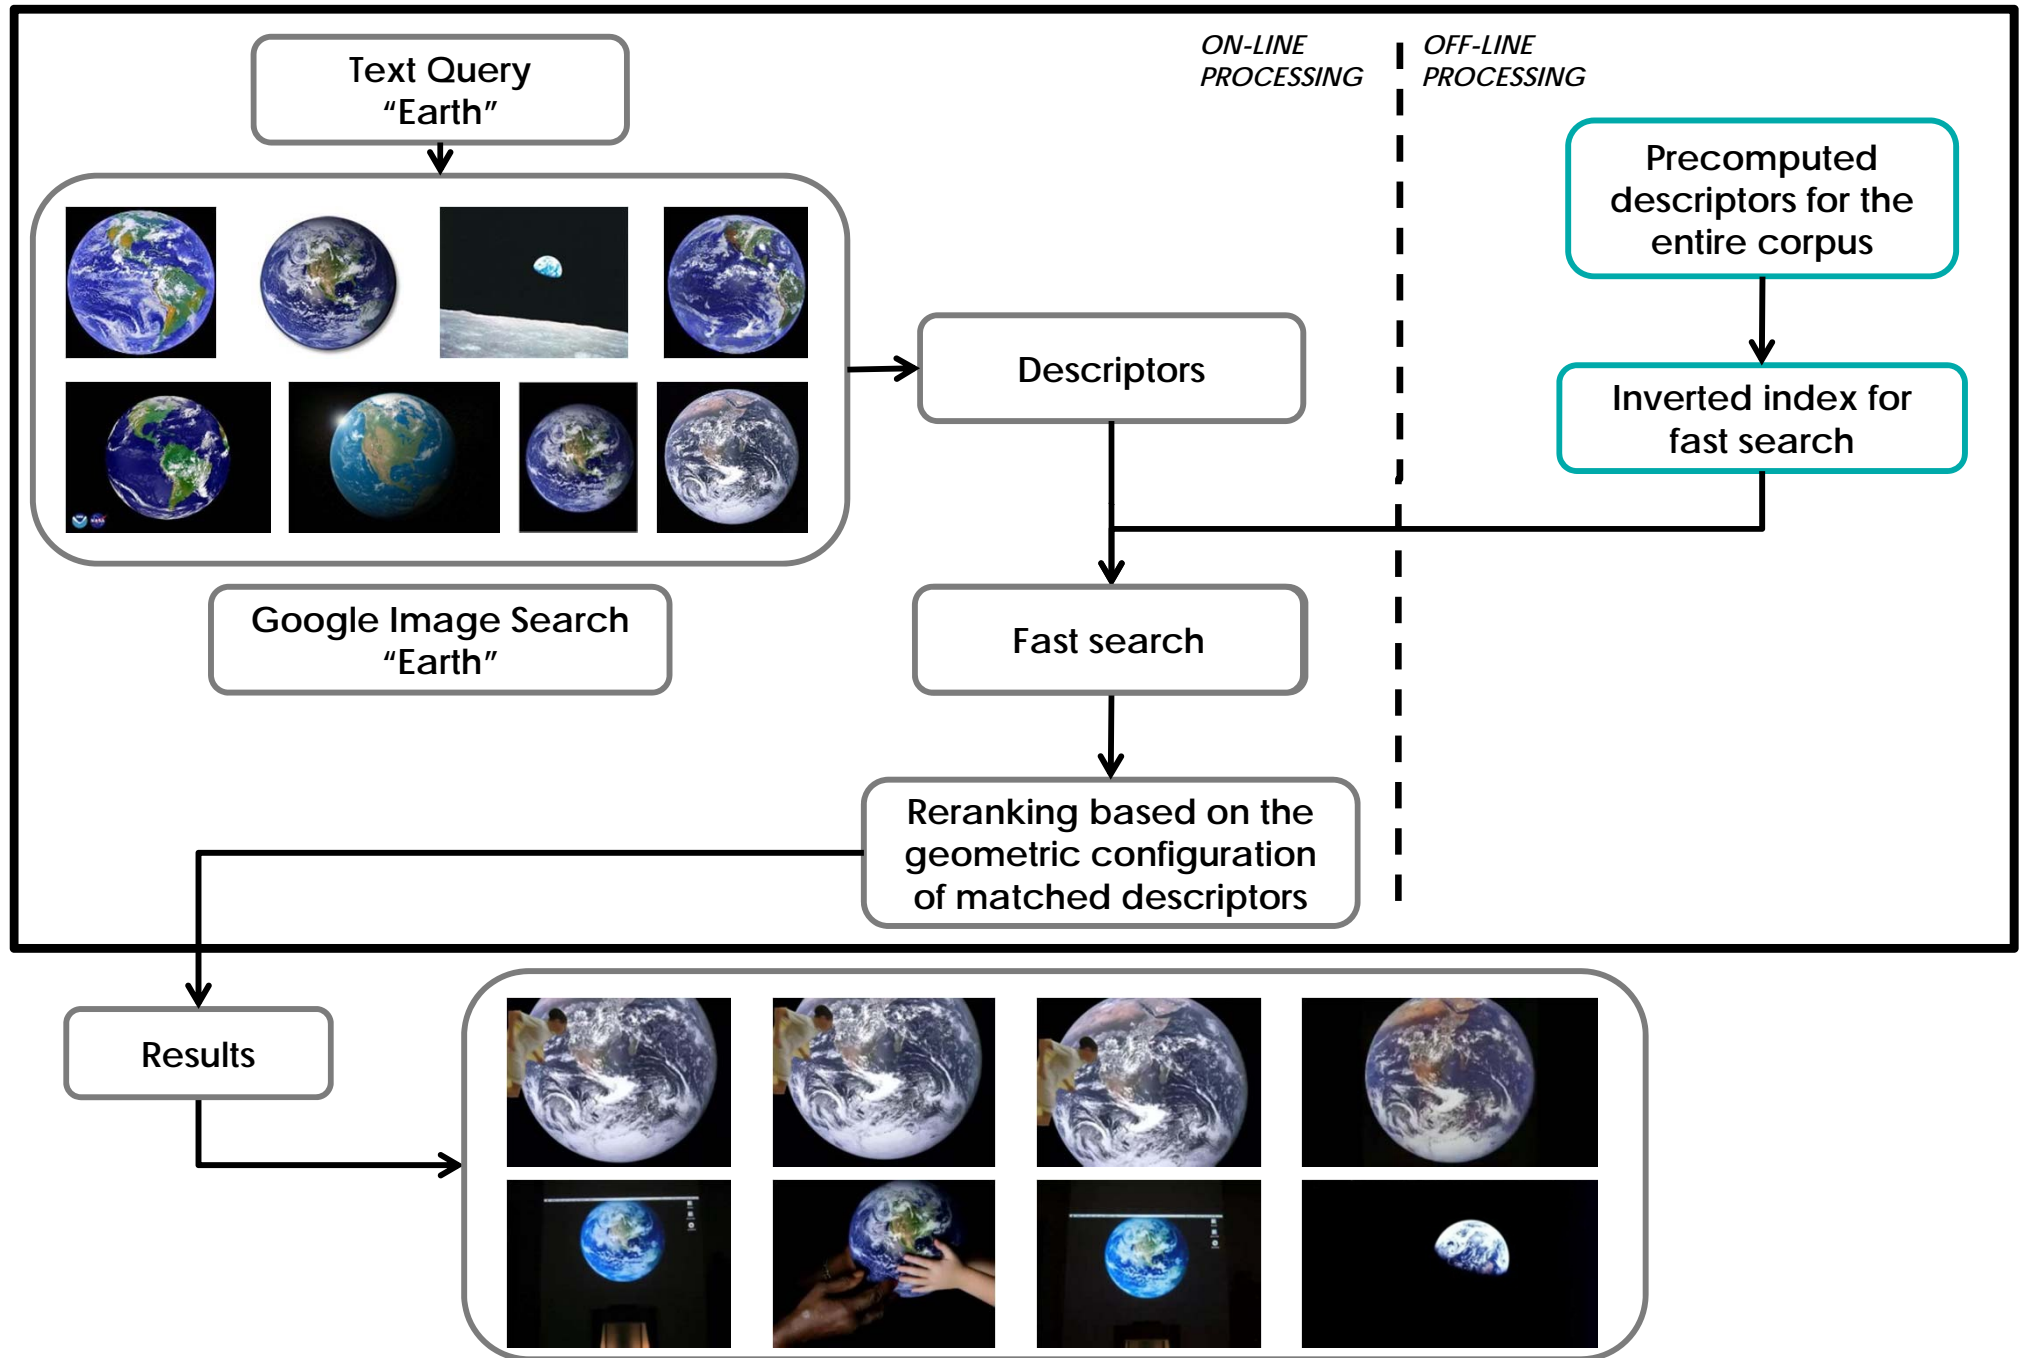 Text Query
“Earth”
ON-LINE
PROCESSING
OFF-LINE
PROCESSING
Precomputed
descriptors for the
entire corpus
Descriptors
Inverted index for
fast search
Google Image Search
“Earth”
Fast search
Reranking based on the
geometric configuration
of matched descriptors
Results